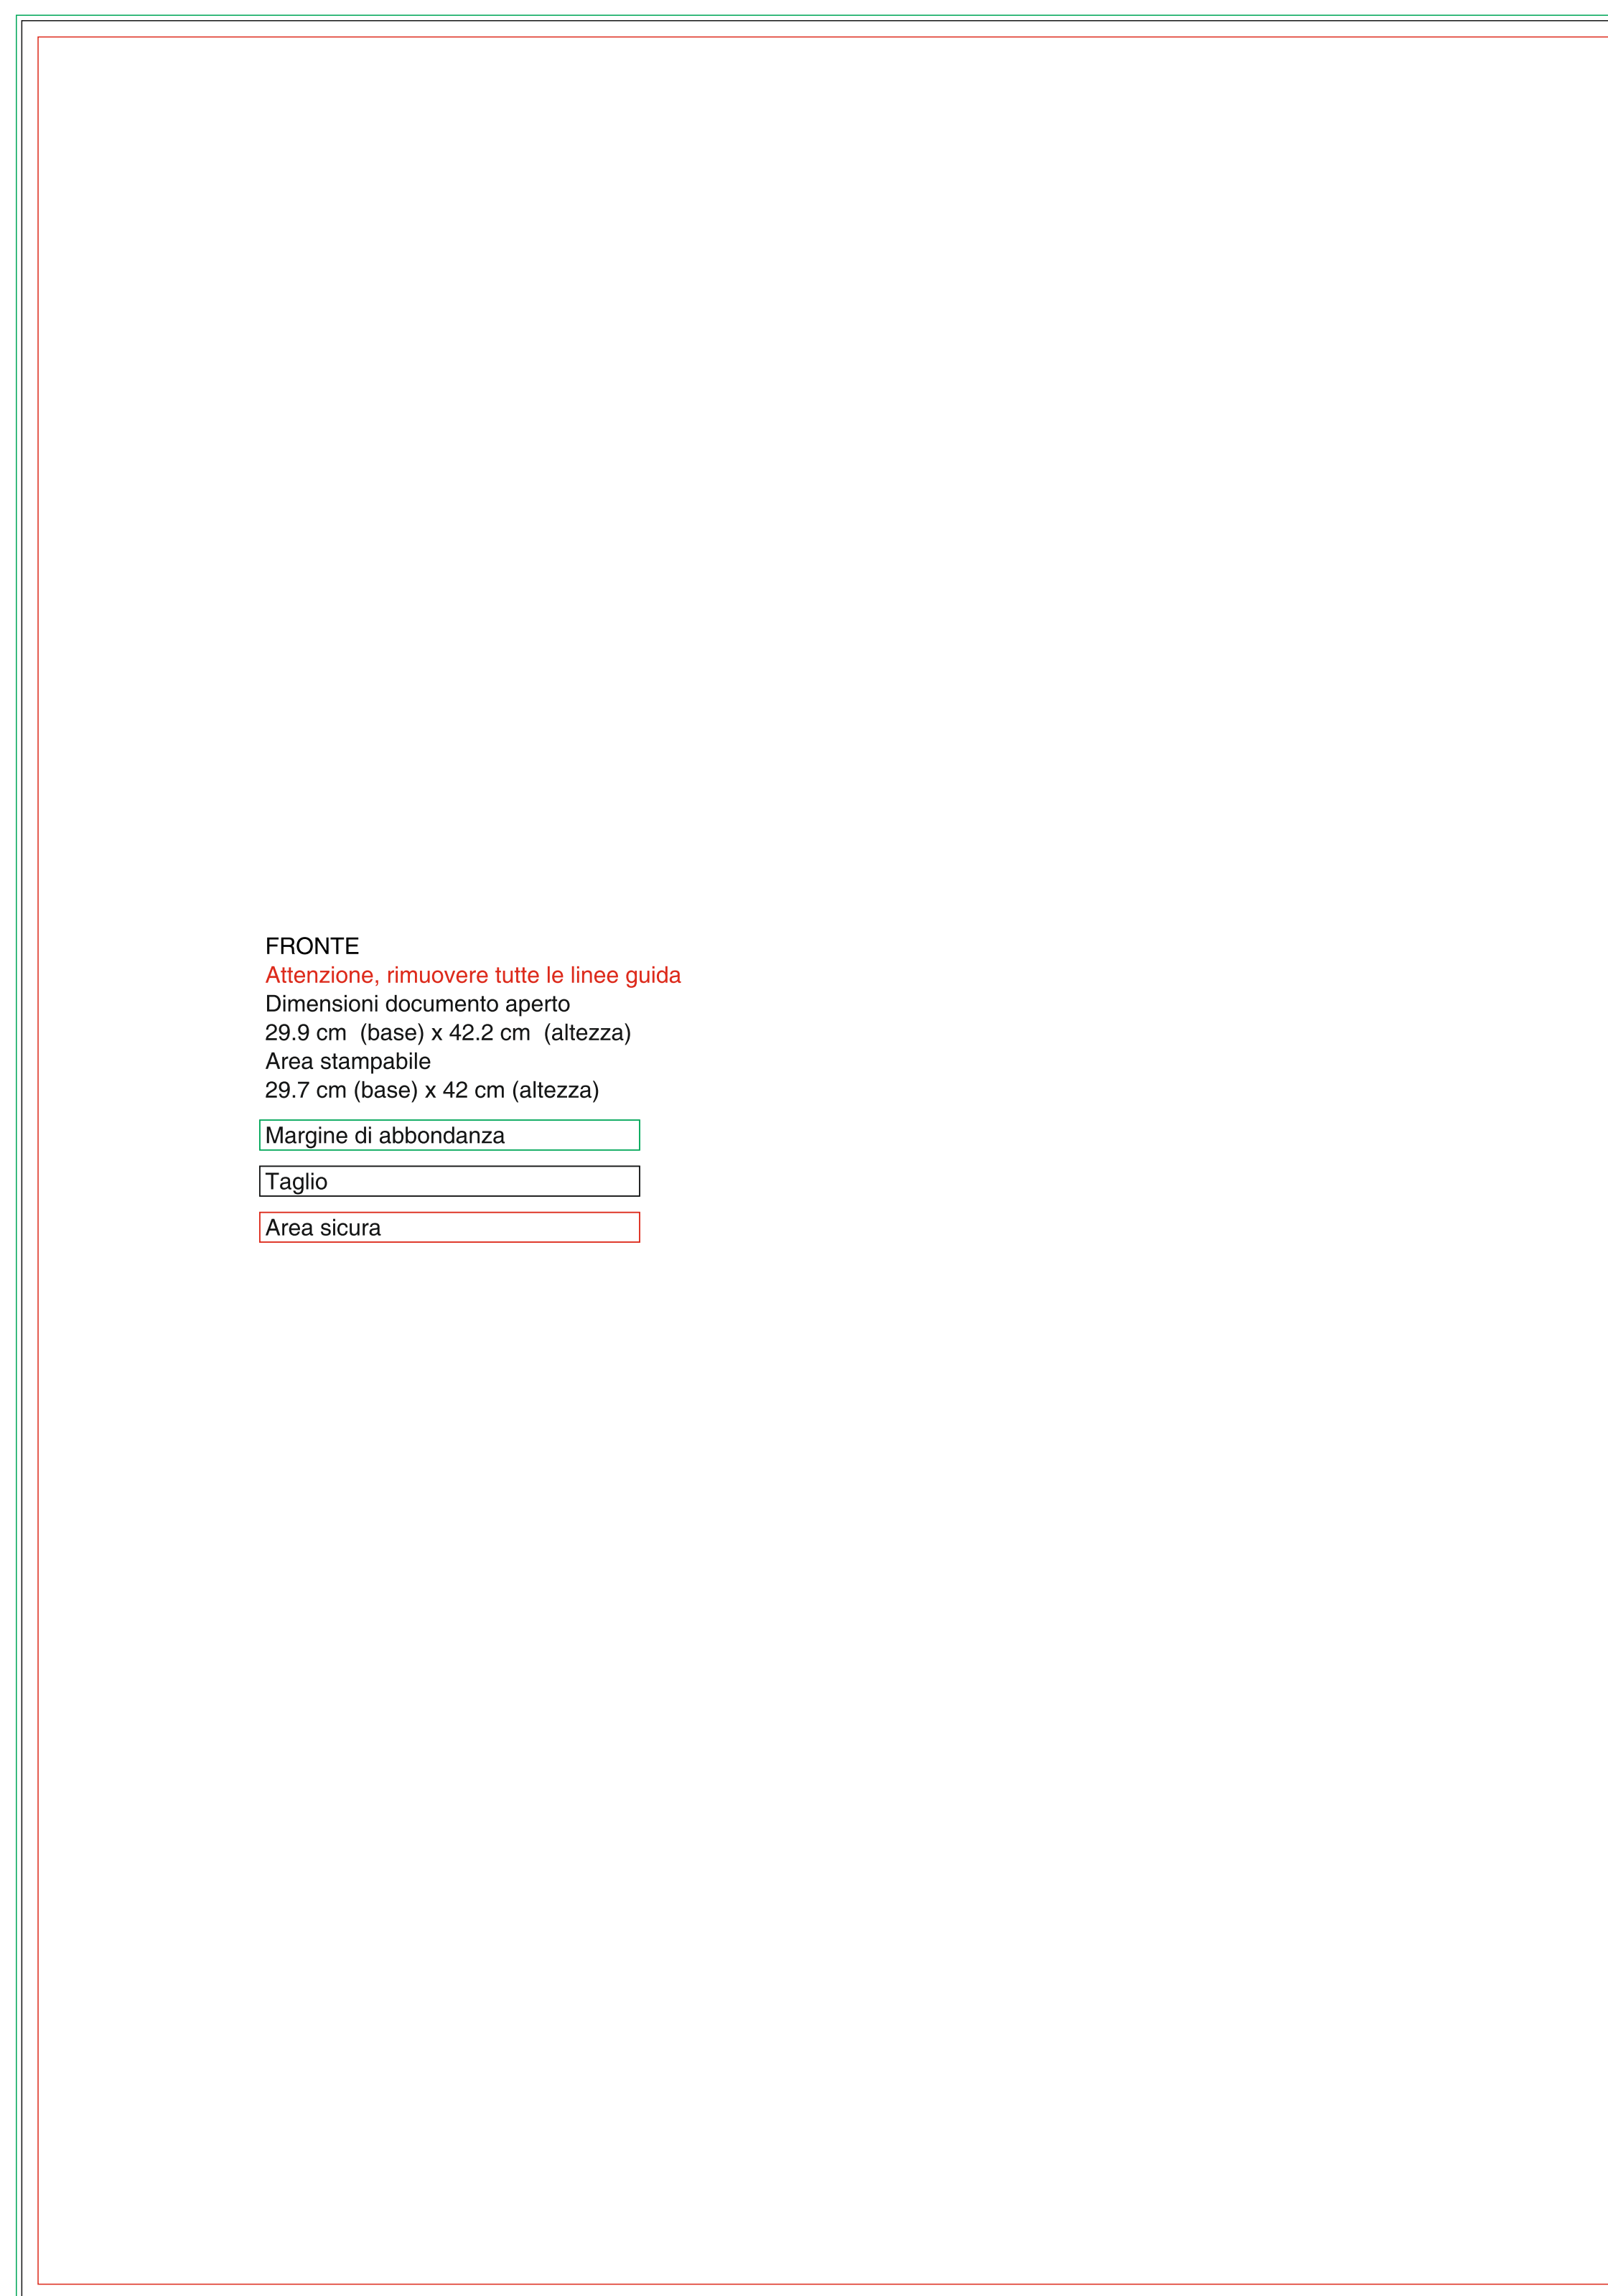 FRONTE
Attenzione, rimuovere tutte le linee guida
Dimensioni documento aperto
29.9 cm  (base) x 42.2 cm  (altezza)
Area stampabile
29.7 cm (base) x 42 cm (altezza)
Margine di abbondanza
Taglio
Area sicura